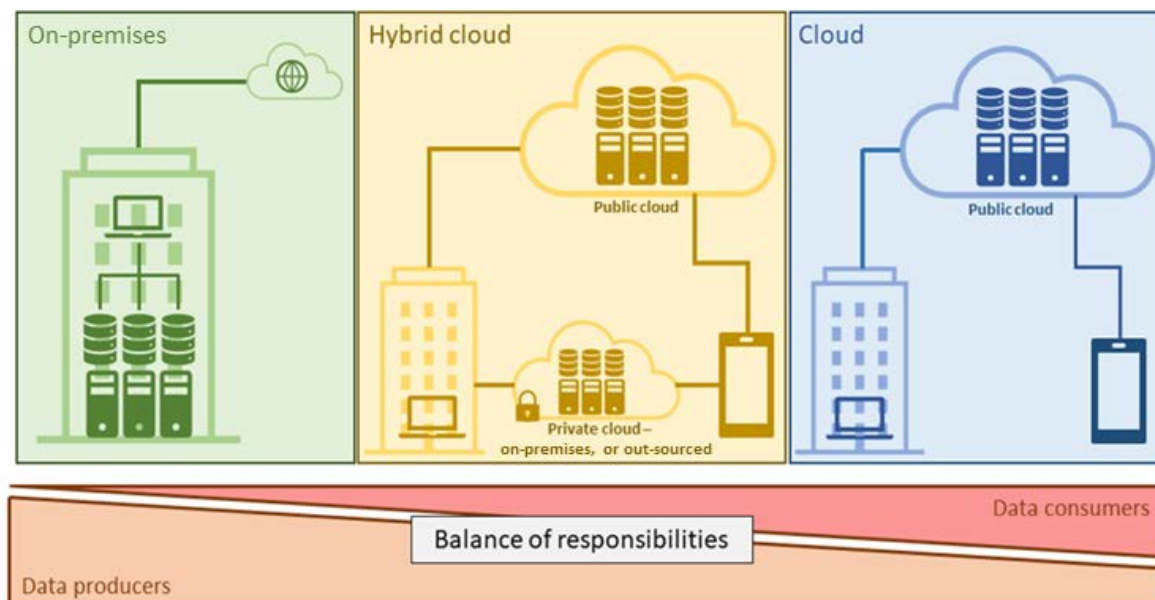 On-premises
Hybrid cloud
Cloud
Public cloud
Public cloud
Private cloud –
on-premises, or out-sourced
Data consumers
Balance of responsibilities
Data producers